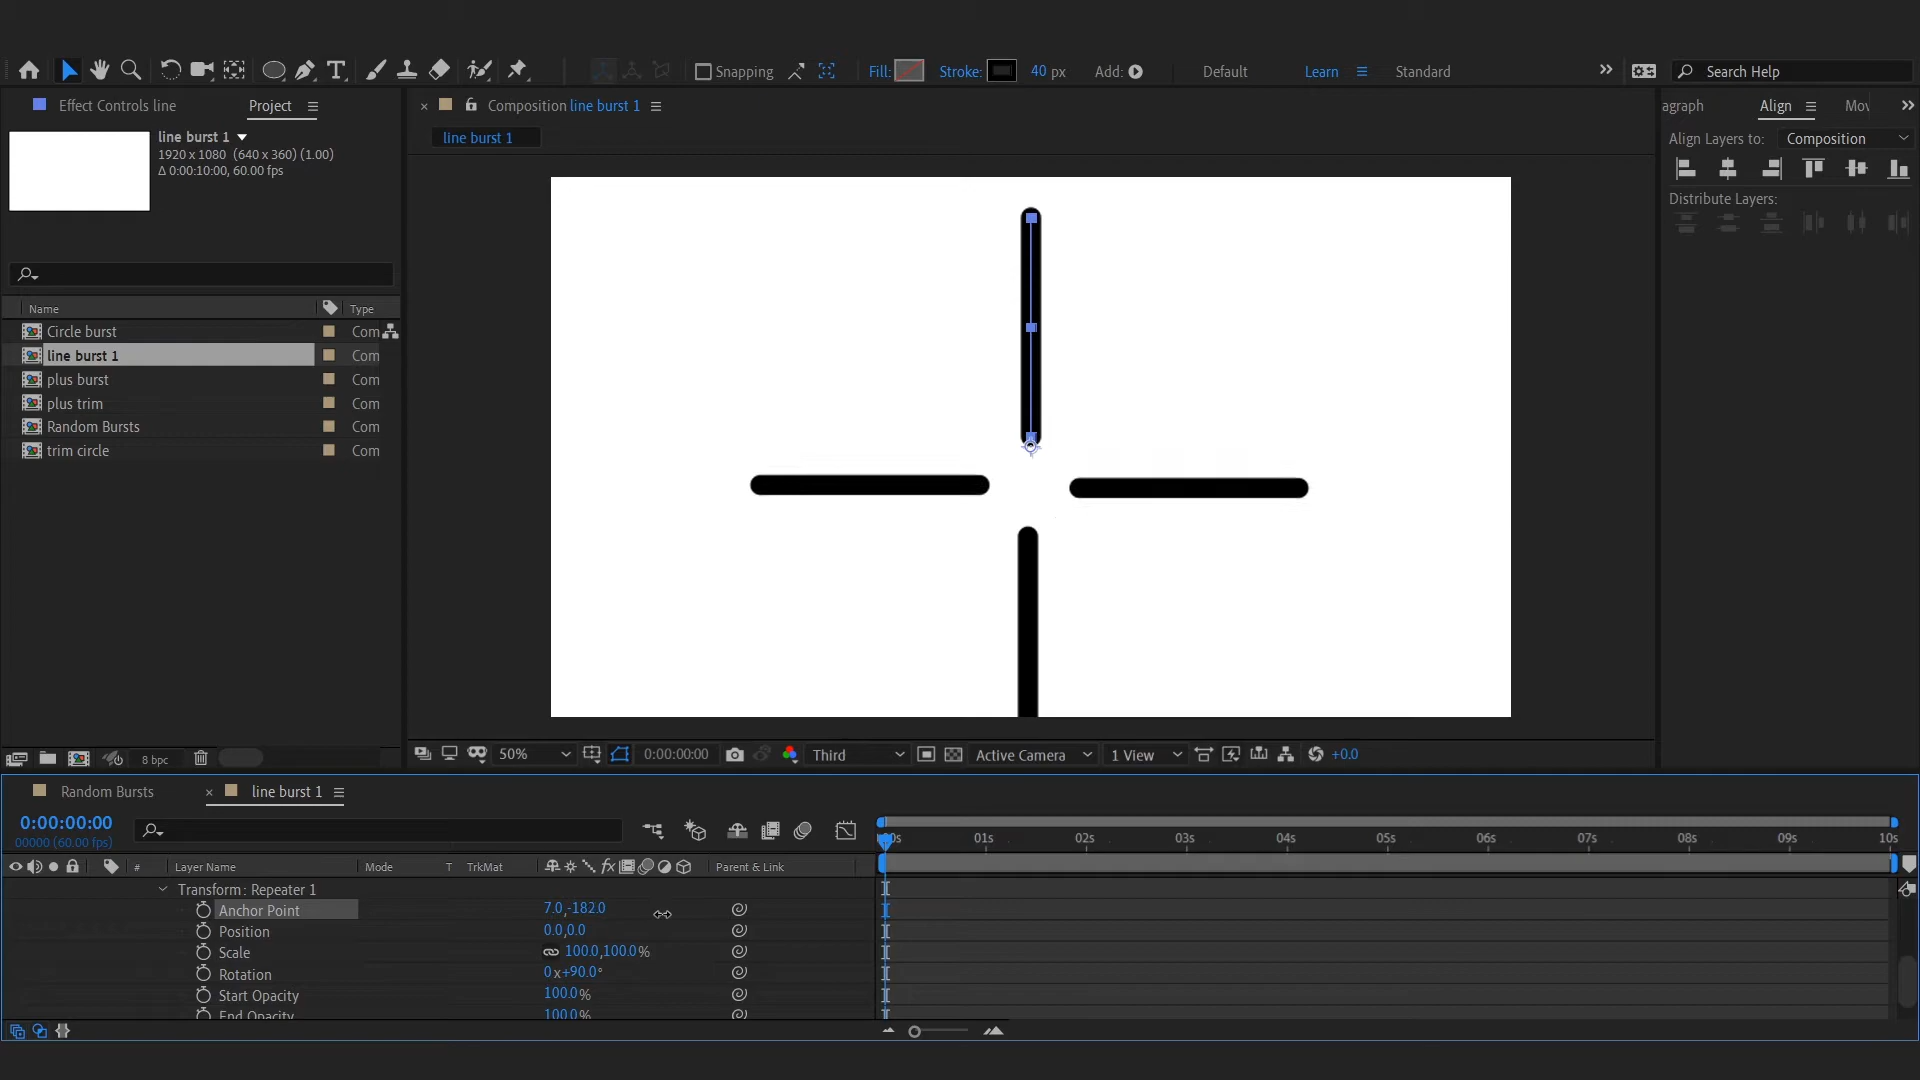 Snapping
Fill:
Stroke:
40 px
Add:
Default
Learn
Standard
Search Help
Effect Controls line
Project
Composition line burst 1
agraph
Align
Mov
line burst 1
1920 x 1080 (640 x 360) (1.00)
Δ 0:00:10:00, 60.00 fps
line burst 1
Align Layers to:
Composition
Distribute Layers:
Name
Type
Circle burst
Com
line burst 1
Com
plus burst
Com
plus trim
Com
Random Bursts
Com
trim circle
Com
8 bpc
50%
0:00:00:00
Third
Active Camera
1 View
+0.0
Random Bursts
line burst 1
0:00:00:00
00000 (60.00 fps)
00s
01s
02s
03s
04s
05s
06s
07s
08s
09s
10s
#
Layer Name
Mode
T
TrkMat
fx
Parent & Link
Transform: Repeater 1
Anchor Point
7.0,-182.0
Position
0.0,0.0
Scale
100.0,100.0%
Rotation
0x+90.0°
Start Opacity
100.0%
End Opacity
100.0%